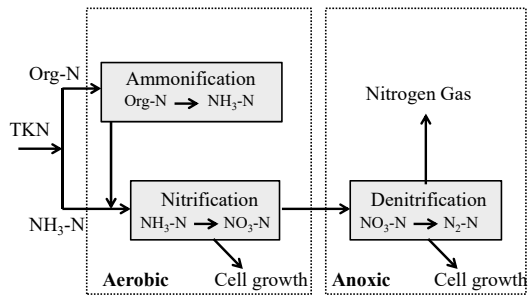 Ammonification
Org-N → NH₃-N
Org-N
TKN
NH₃-N
Nitrification
NH₃-N → NO₃-N
Cell growth
Aerobic
Nitrogen Gas
Denitrification
NO₃-N → N₂-N
Cell growth
Anoxic